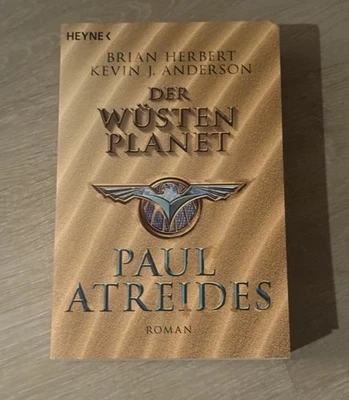 HEYNE<
BRIAN HERBERT
KEVIN J. ANDERSON
DER
WÜSTEN
PLANET
PAUL
ATREIDES
ROMAN